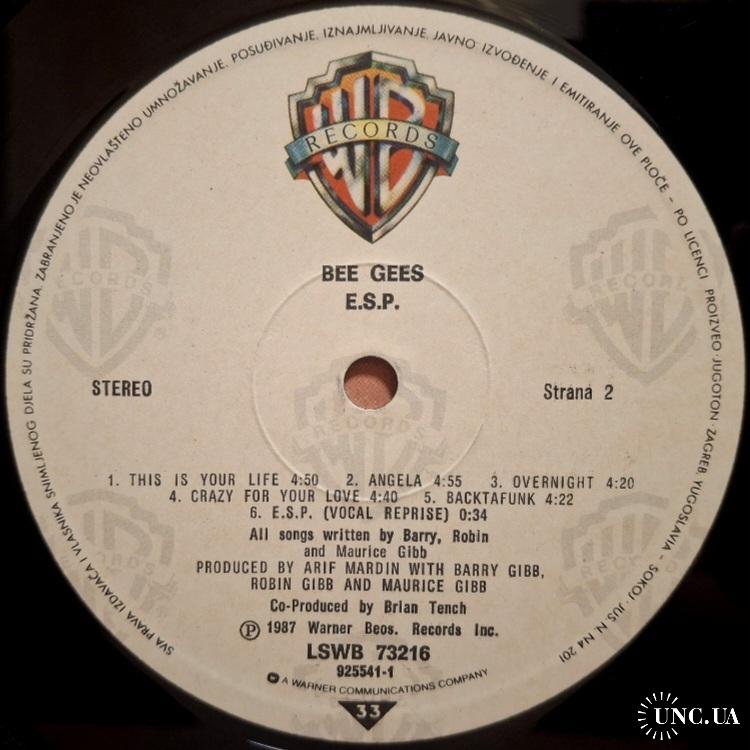 SVA PRAVA IZDAVAČA I VLASNIKA SNIMLJENOG DJELA SU PRIDRŽANA. ZABRANJENO JE NEOVLAŠTENO UMNOŽAVANJE, POSUĐIVANJE, IZNAJMLJIVANJE, JAVNO IZVOĐENJE I EMITIRANJE OVE PLOČE – PO LICENCI PROIZVEO JUGOTON · ZAGREB, YUGOSLAVIA – SOKOJ · JUS N. N4 201
RECORDS
BEE GEES
E.S.P.
STEREO
Strana 2
1. THIS IS YOUR LIFE 4:50 2. ANGELA 4:55 3. OVERNIGHT 4:20
4. CRAZY FOR YOUR LOVE 4:40 5. BACKTAFUNK 4:22
6. E.S.P. (VOCAL REPRISE) 0:34
All songs written by Barry, Robin
and Maurice Gibb
PRODUCED BY ARIF MARDIN WITH BARRY GIBB,
ROBIN GIBB AND MAURICE GIBB
Co-Produced by Brian Tench
Ⓟ 1987 Warner Beos. Records Inc.
LSWB 73216
925541-1
A WARNER COMMUNICATIONS COMPANY
33
UNC.UA